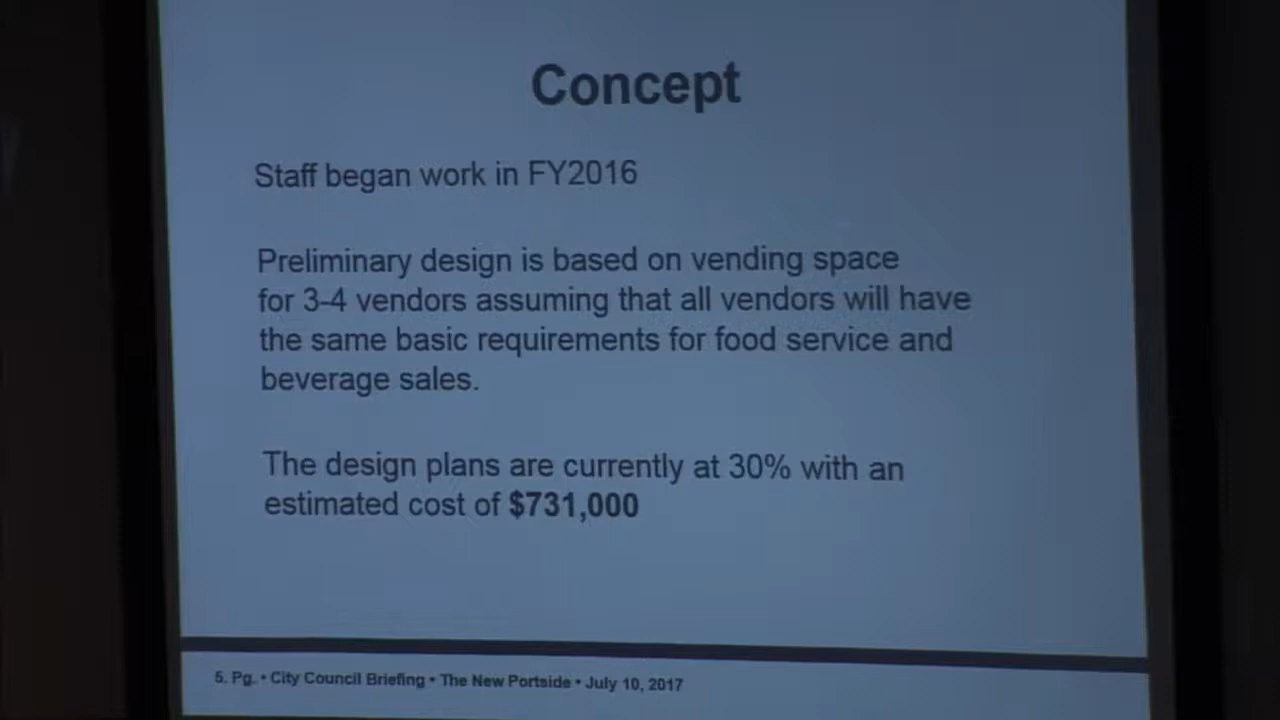 Concept
Staff began work in FY2016
Preliminary design is based on vending space
for 3-4 vendors assuming that all vendors will have
the same basic requirements for food service and
beverage sales.
The design plans are currently at 30% with an
estimated cost of $731,000
5. Pg. • City Council Briefing • The New Portside • July 10, 2017